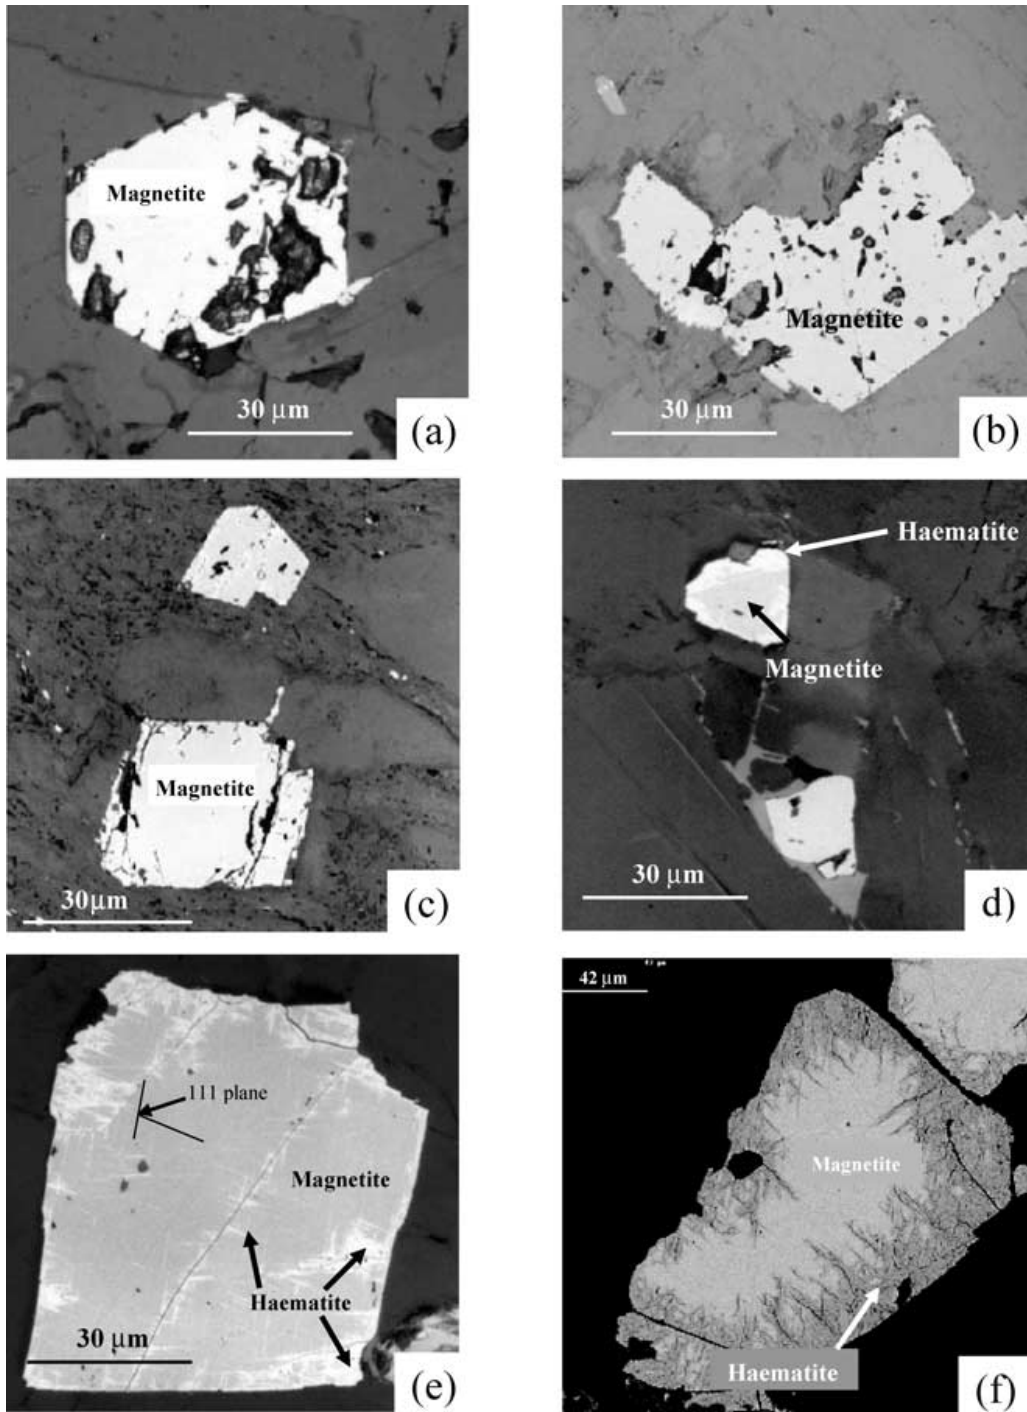 Magnetite
30 µm
(a)
Magnetite
30 µm
(b)
Magnetite
30µm
(c)
Haematite
Magnetite
30 µm
(d)
111 plane
Magnetite
Haematite
30 µm
(e)
42 µm
Magnetite
Haematite
(f)